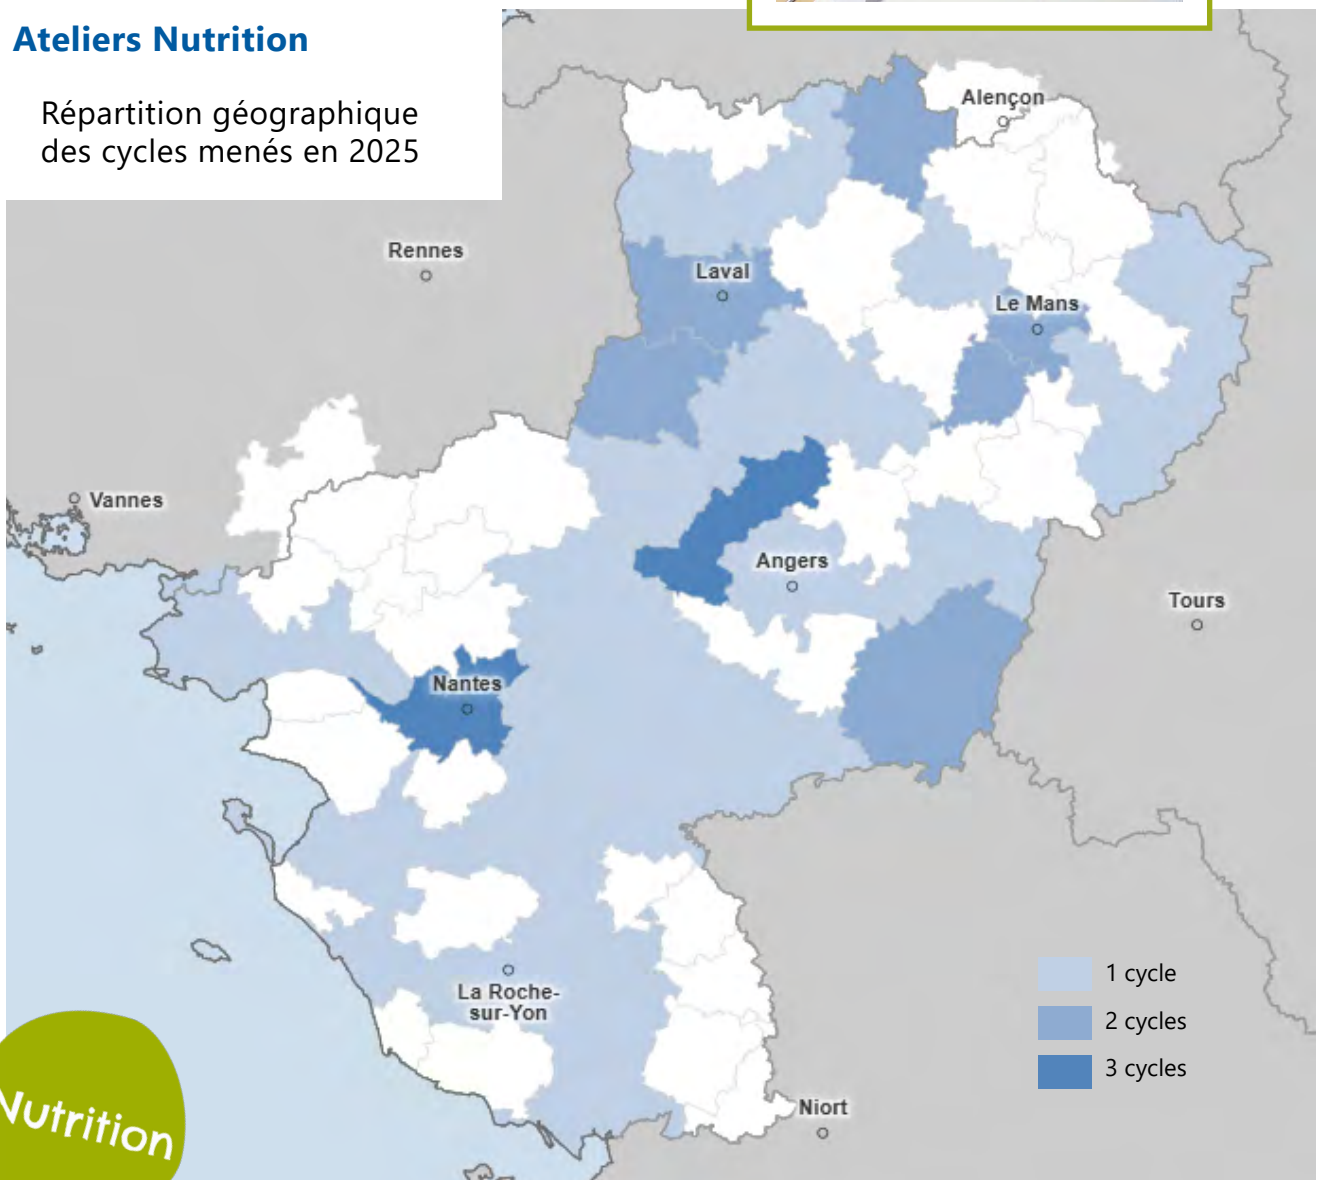 Ateliers Nutrition
Répartition géographique
des cycles menés en 2025
Alençon
Rennes
Laval
Le Mans
Vannes
Angers
Tours
Nantes
La Roche-
sur-Yon
1 cycle
2 cycles
3 cycles
Niort
Nutrition